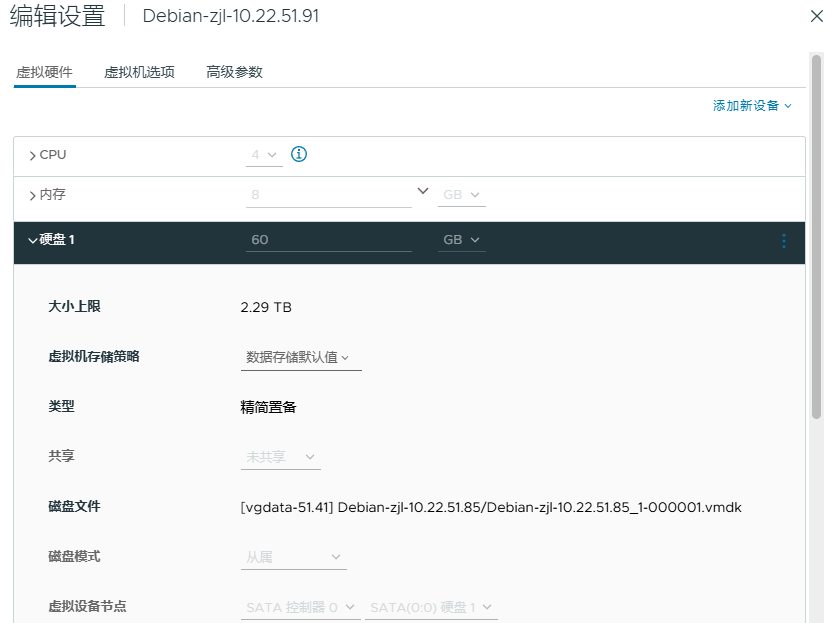 编辑设置 Debian-zjl-10.22.51.91
虚拟硬件 虚拟机选项 高级参数
添加新设备
CPU 4
内存 8 GB
硬盘 1 60 GB
大小上限 2.29 TB
虚拟机存储策略 数据存储默认值
类型 精简置备
共享 未共享
磁盘文件 [vgdata-51.41] Debian-zjl-10.22.51.85/Debian-zjl-10.22.51.85_1-000001.vmdk
磁盘模式 从属
虚拟设备节点 SATA 控制器 0 SATA(0:0) 硬盘 1